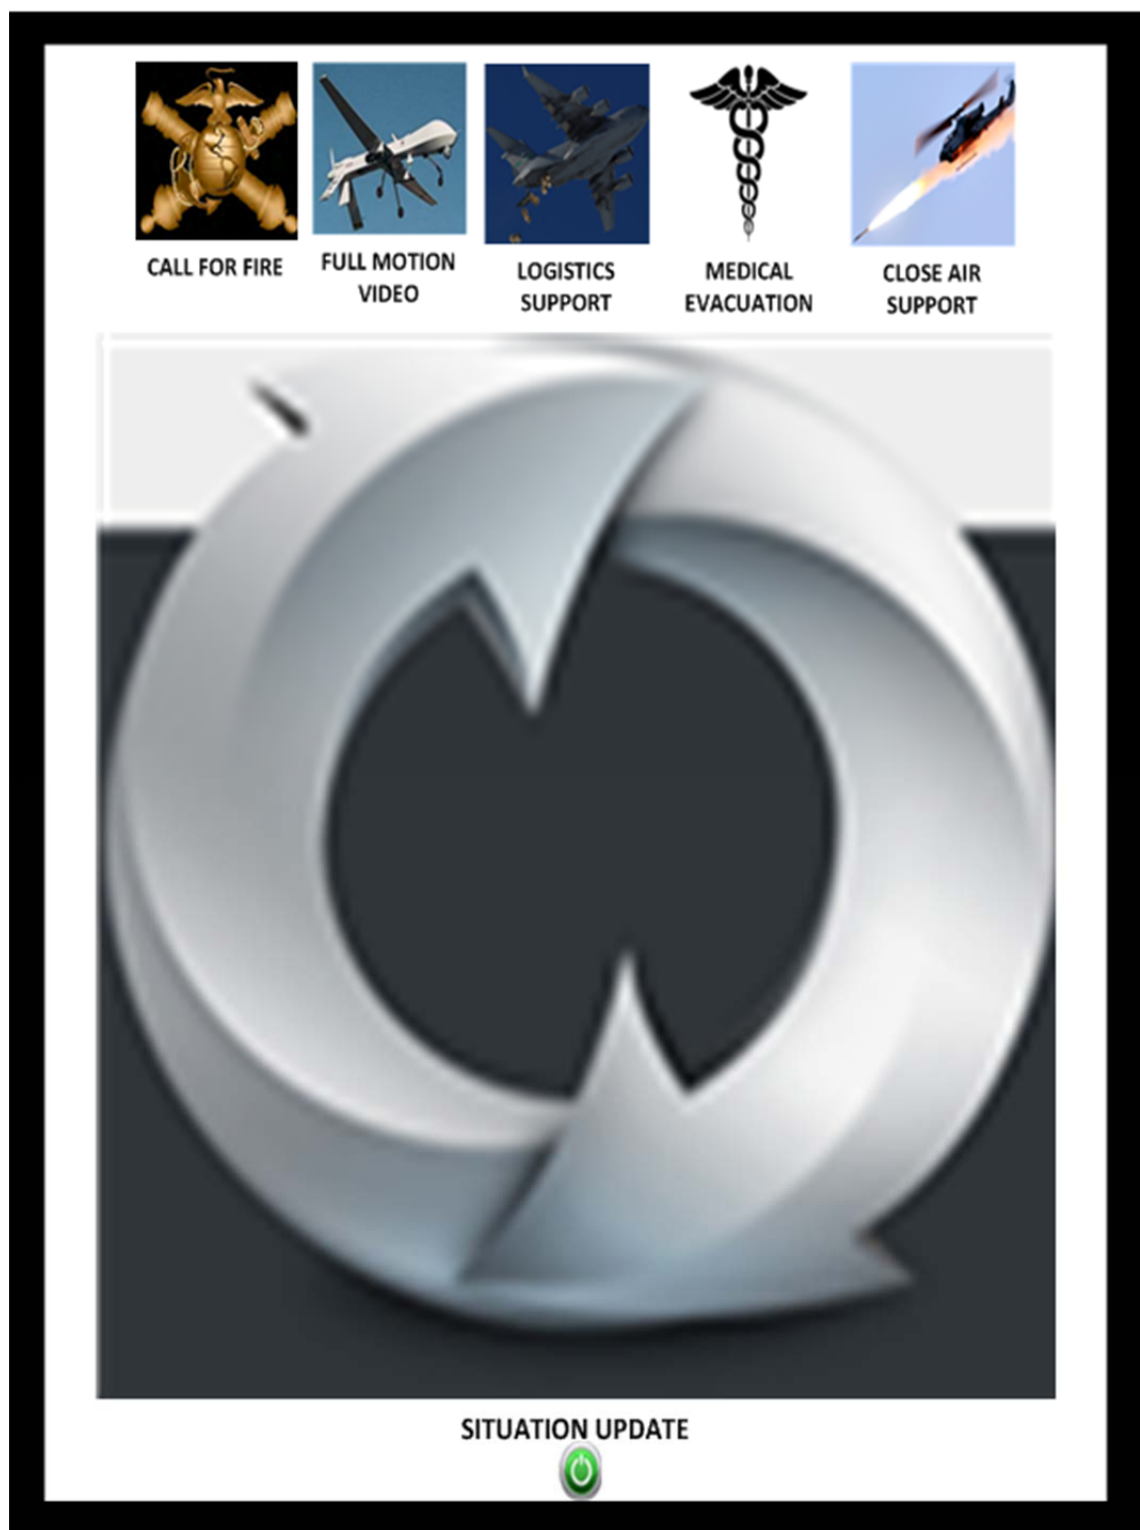 CALL FOR FIRE
FULL MOTION
VIDEO
LOGISTICS
SUPPORT
MEDICAL
EVACUATION
CLOSE AIR
SUPPORT
SITUATION UPDATE